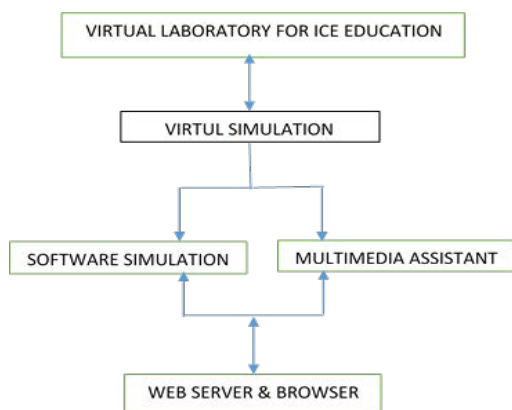 VIRTUAL LABORATORY FOR ICE EDUCATION
VIRTUL SIMULATION
SOFTWARE SIMULATION
MULTIMEDIA ASSISTANT
WEB SERVER & BROWSER